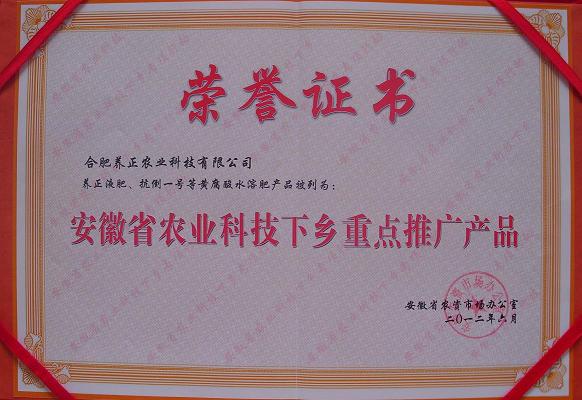 荣誉证书
合肥养正农业科技有限公司
养正液肥、抗倒一号等黄腐酸水溶肥产品被列为：
安徽省农业科技下乡重点推广产品
安徽省农资市场办公室
二〇一二年六月